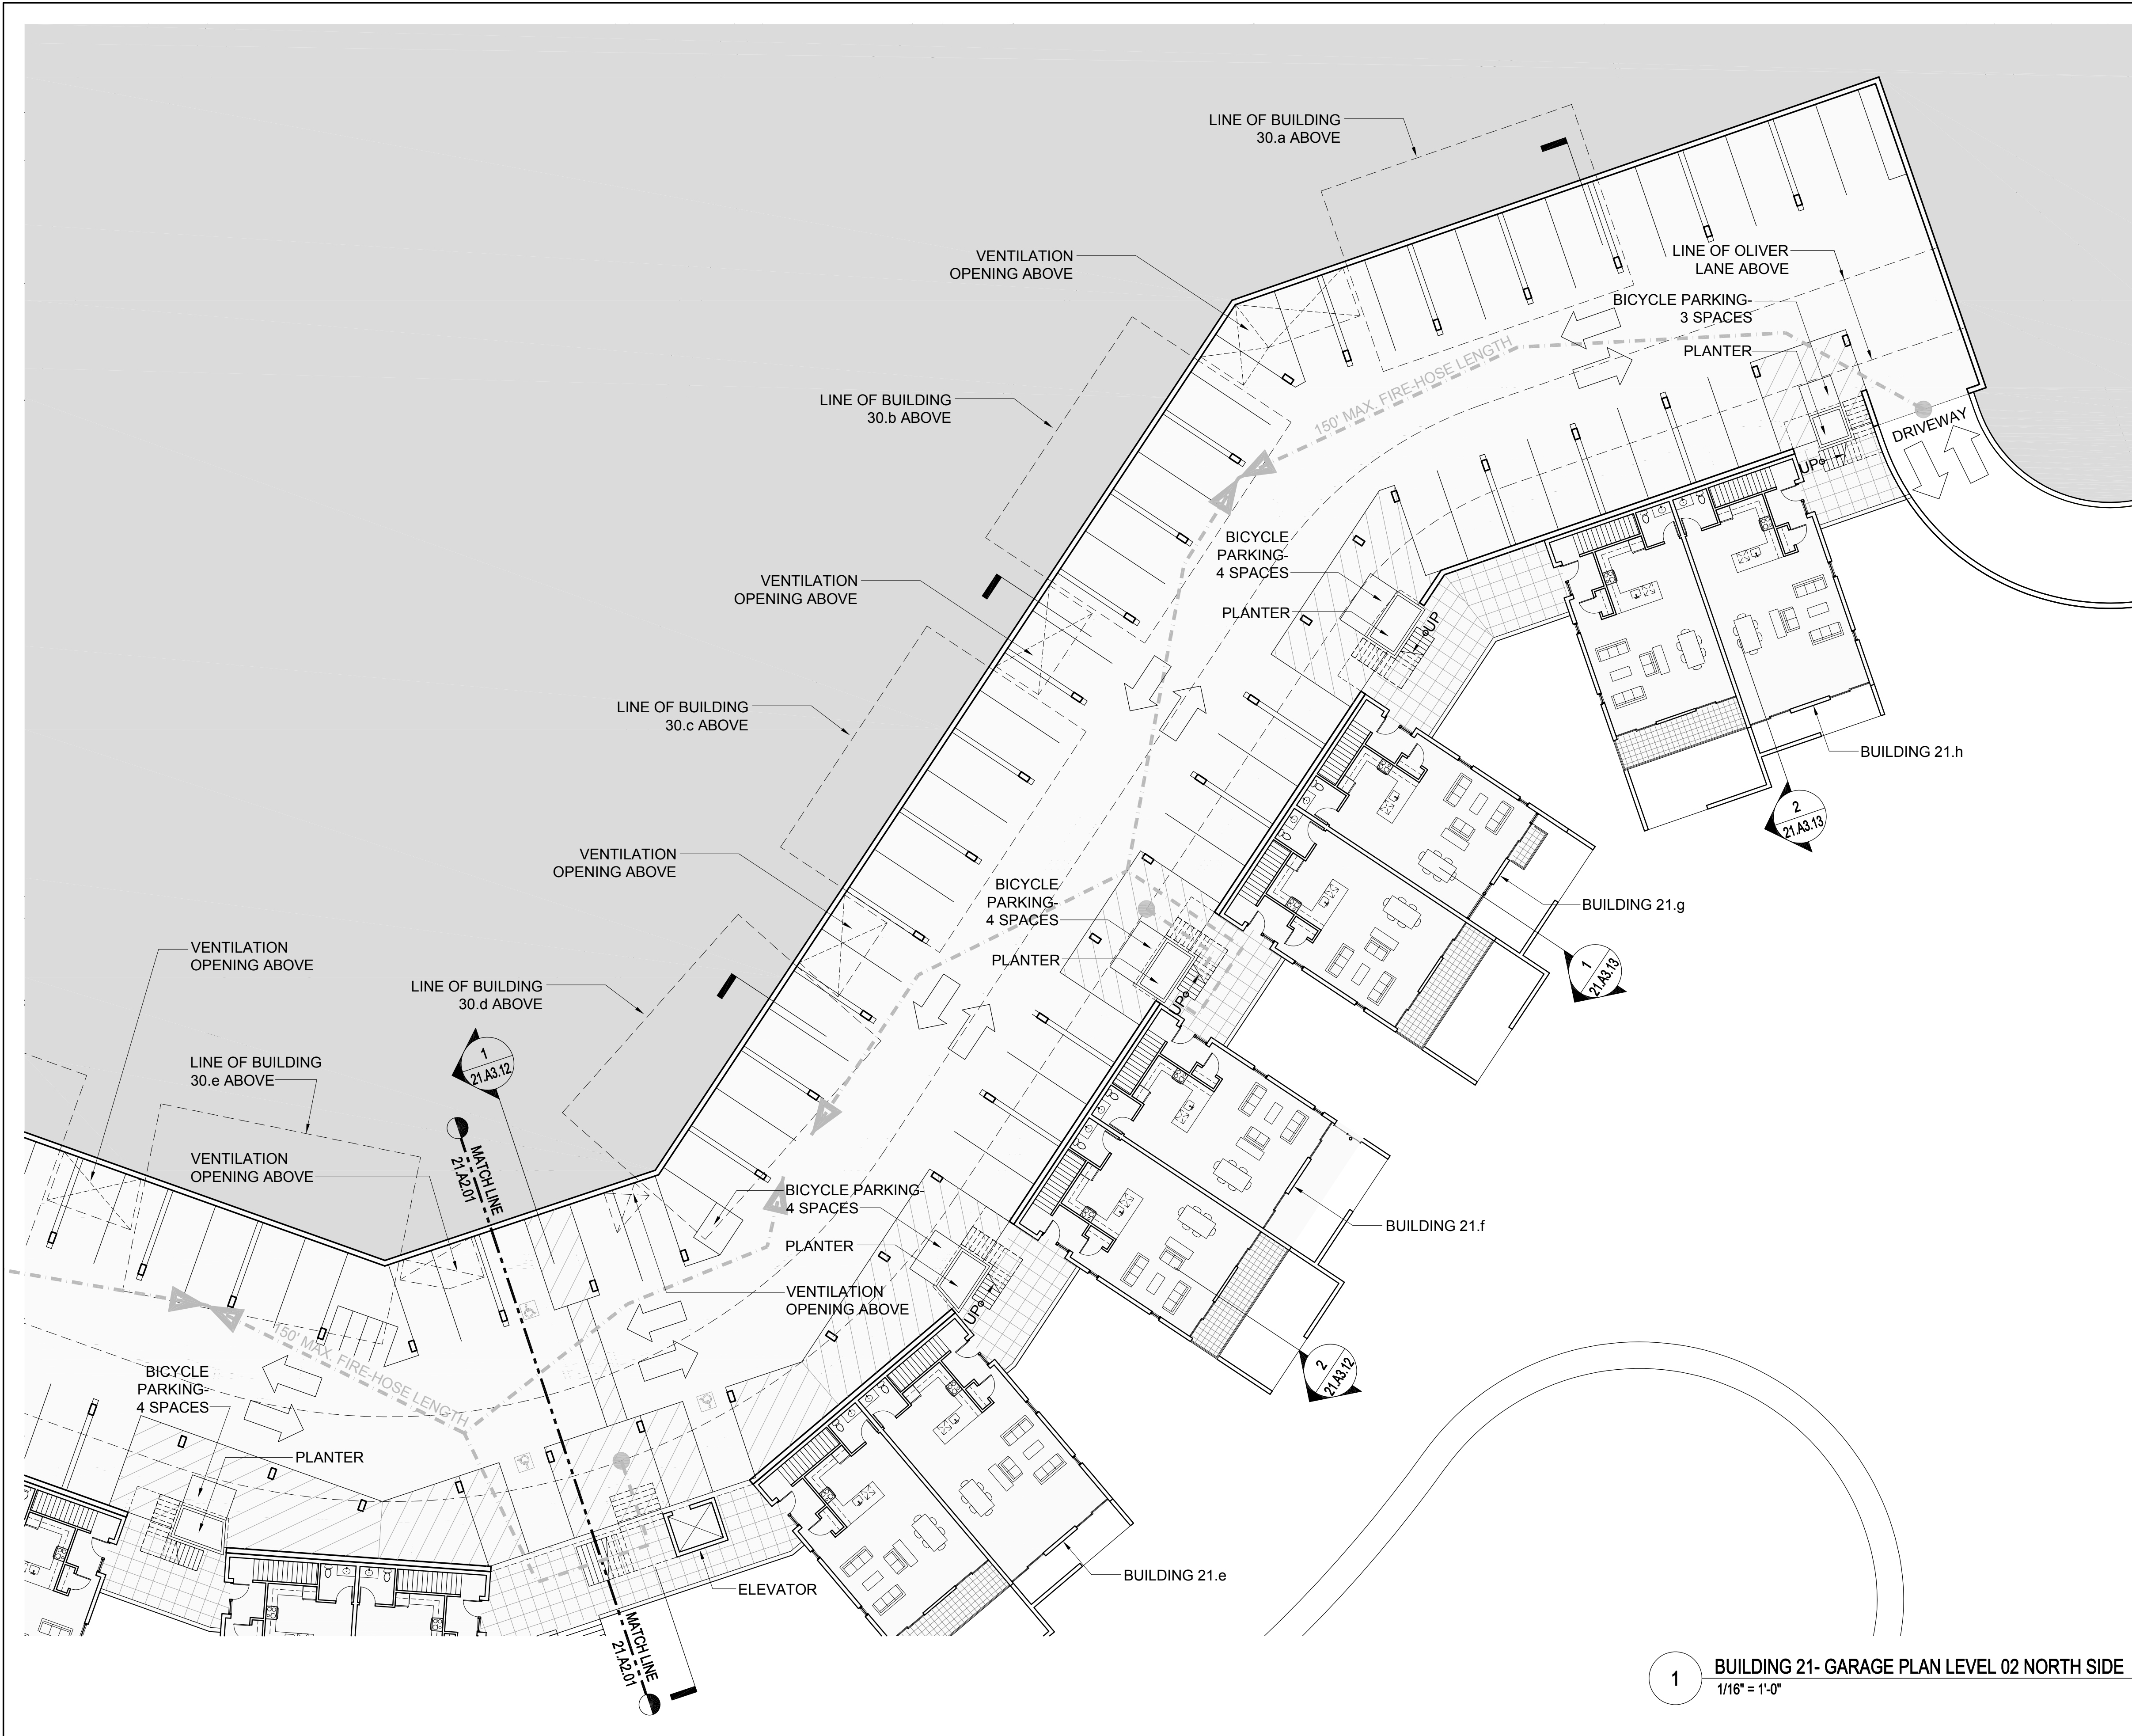 LINE OF BUILDING
30.a ABOVE
VENTILATION
OPENING ABOVE
LINE OF OLIVER
LANE ABOVE
BICYCLE PARKING-
3 SPACES
PLANTER
150' MAX. FIRE-HOSE LENGTH
DRIVEWAY
UP
LINE OF BUILDING
30.b ABOVE
BICYCLE
PARKING-
4 SPACES
PLANTER
UP
VENTILATION
OPENING ABOVE
LINE OF BUILDING
30.c ABOVE
BUILDING 21.h
2
21.A3.13
VENTILATION
OPENING ABOVE
BICYCLE
PARKING-
4 SPACES
PLANTER
UP
BUILDING 21.g
1
21.A3.13
VENTILATION
OPENING ABOVE
LINE OF BUILDING
30.d ABOVE
LINE OF BUILDING
30.e ABOVE
1
21.A3.12
MATCH LINE
21.A2.01
VENTILATION
OPENING ABOVE
BICYCLE PARKING-
4 SPACES
PLANTER
UP
VENTILATION
OPENING ABOVE
BUILDING 21.f
2
21.A3.12
150' MAX. FIRE-HOSE LENGTH
BICYCLE
PARKING-
4 SPACES
PLANTER
ELEVATOR
BUILDING 21.e
MATCH LINE
21.A2.01
1
BUILDING 21- GARAGE PLAN LEVEL 02 NORTH SIDE
1/16" = 1'-0"